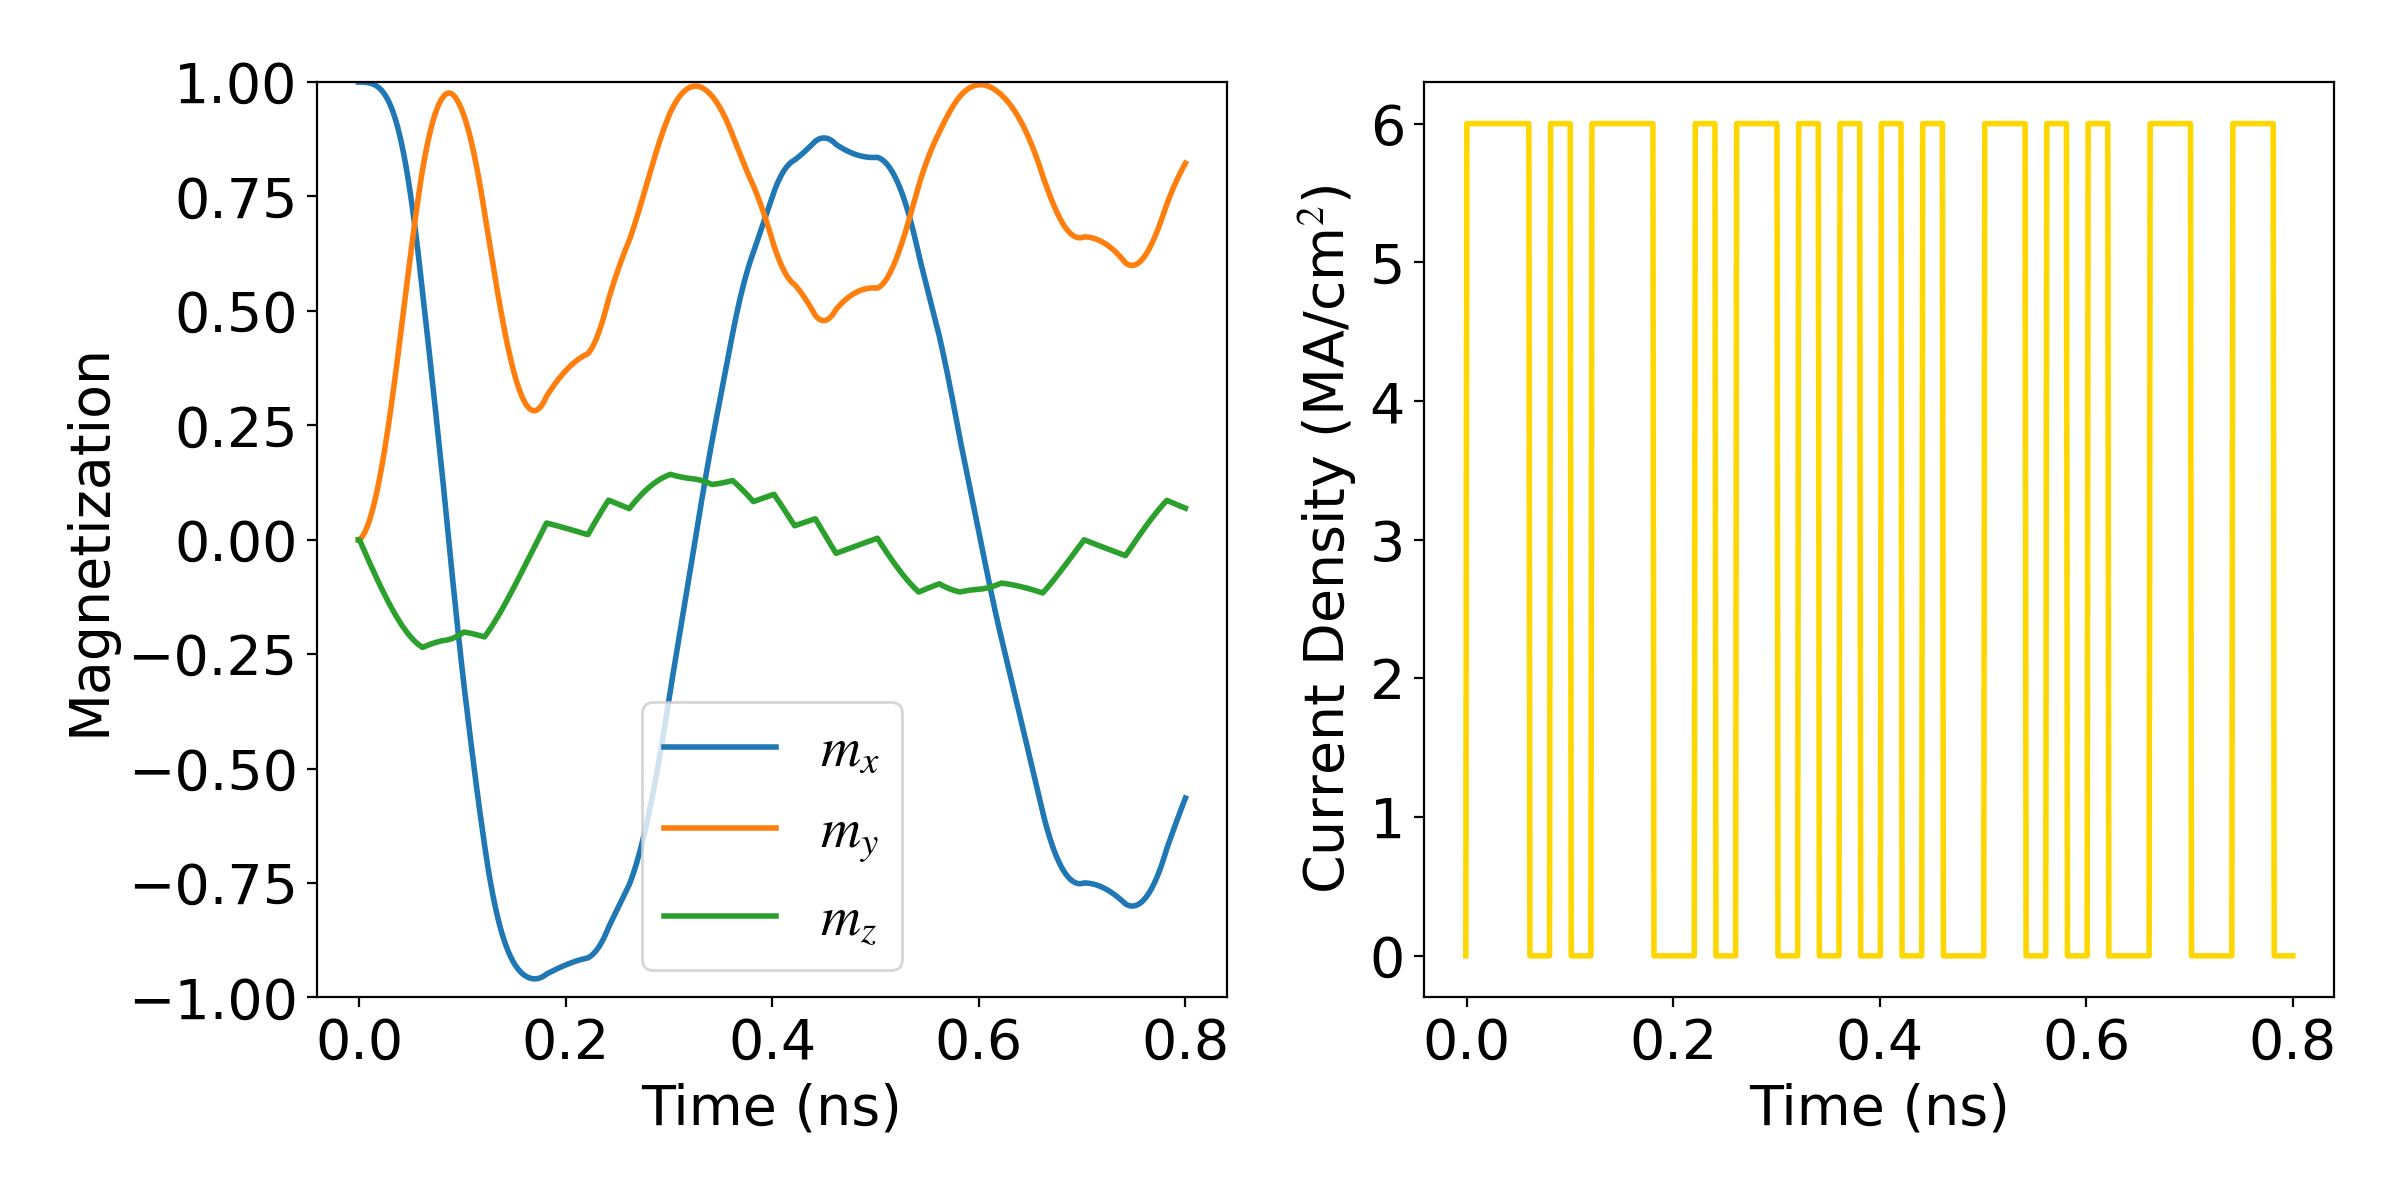 1.00
0.75
0.50
0.25
0.00
−0.25
−0.50
−0.75
−1.00
Magnetization
0.0 0.2 0.4 0.6 0.8
Time (ns)
m_x
m_y
m_z
6
5
4
3
2
1
0
Current Density (MA/cm²)
0.0 0.2 0.4 0.6 0.8
Time (ns)